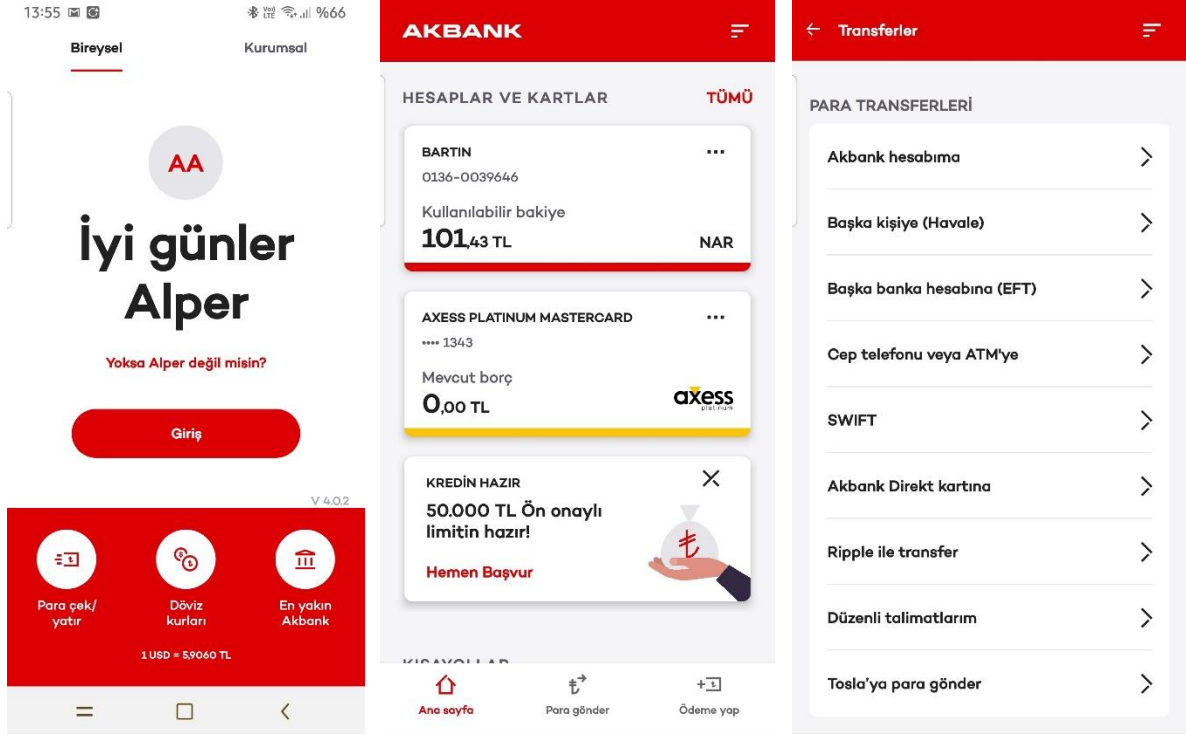 13:55 %66
Bireysel Kurumsal
AA
İyi günler
Alper
Yoksa Alper değil misin?
Giriş
V 4.0.2
Para çek/
yatır
Döviz
kurları
En yakın
Akbank
1 USD = 5,9060 TL
AKBANK
HESAPLAR VE KARTLAR TÜMÜ
BARTIN
0136-0039646
Kullanılabilir bakiye
101,43 TL NAR
AXESS PLATINUM MASTERCARD
•••• 1343
Mevcut borç
0,00 TL
axess
platinum
KREDİN HAZIR
50.000 TL Ön onaylı
limitin hazır!
Hemen Başvur
KISAYOLLAR
Ana sayfa Para gönder Ödeme yap
Transferler
PARA TRANSFERLERİ
Akbank hesabıma
Başka kişiye (Havale)
Başka banka hesabına (EFT)
Cep telefonu veya ATM'ye
SWIFT
Akbank Direkt kartına
Ripple ile transfer
Düzenli talimatlarım
Tosla'ya para gönder